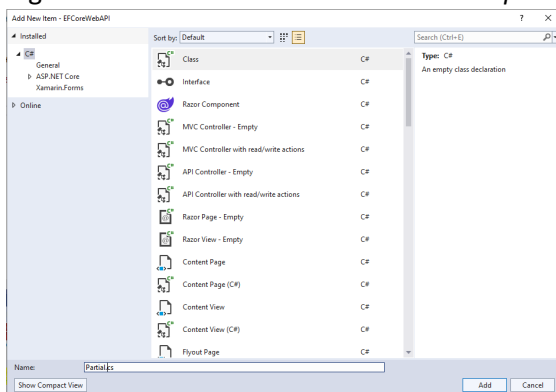 Add New Item - EFCoreWebAPI ? ×
Installed
C#
General
ASP.NET Core
Xamarin.Forms
Online
Sort by: Default
Class C#
Interface C#
Razor Component C#
MVC Controller - Empty C#
MVC Controller with read/write actions C#
API Controller - Empty C#
API Controller with read/write actions C#
Razor Page - Empty C#
Razor View - Empty C#
Content Page C#
Content Page (C#) C#
Content View C#
Content View (C#) C#
Flyout Page C#
Search (Ctrl+E)
Type: C#
An empty class declaration
Name: Partial.cs
Show Compact View
Add Cancel